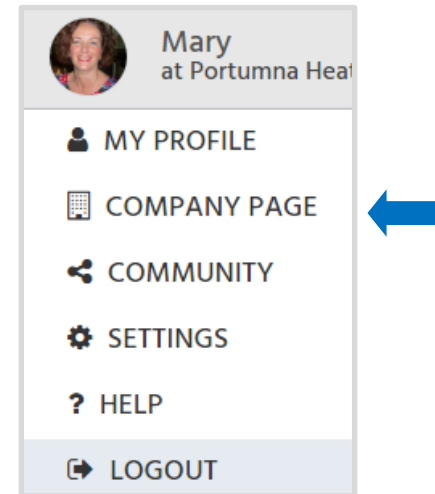 Mary
at Portumna Heat
MY PROFILE
COMPANY PAGE
COMMUNITY
SETTINGS
? HELP
LOGOUT